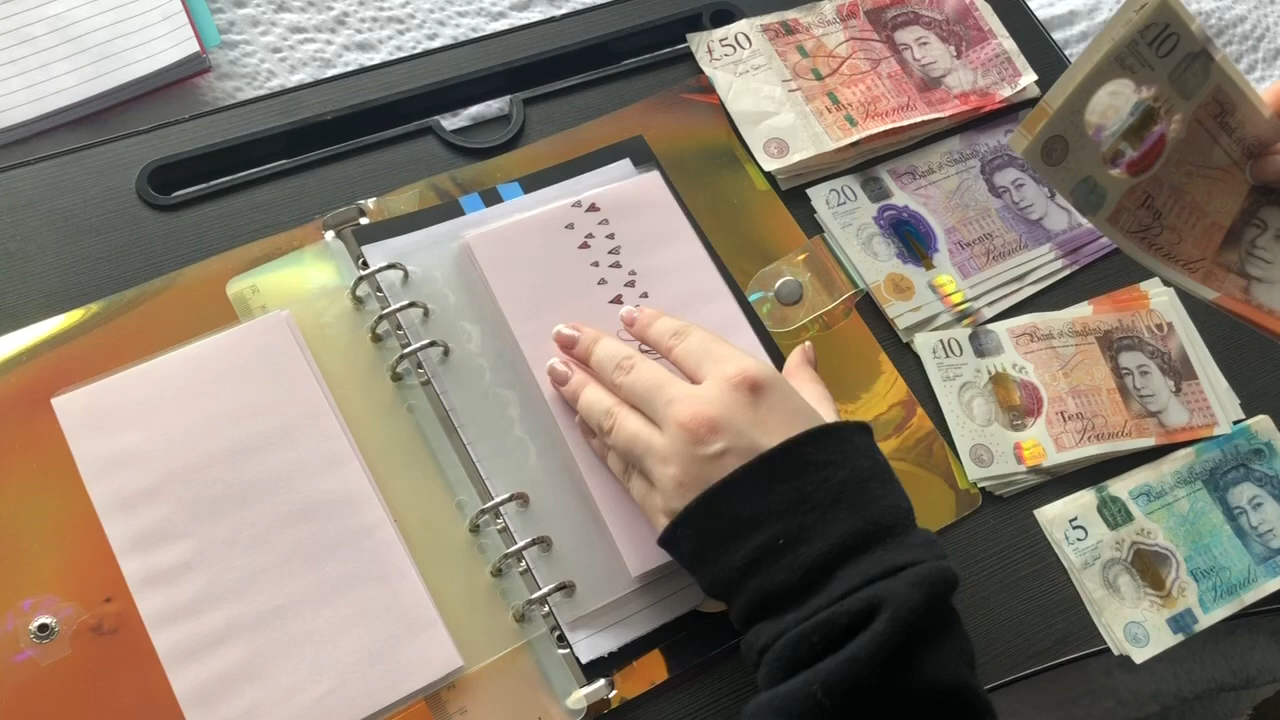 £50
Bank of England
Fifty
Pounds
£20
Bank of England
Twenty
Pounds
£10
Ten
Pounds
£10
Bank of England
10
Ten
Pounds
£5
Bank of England
Five
Pounds